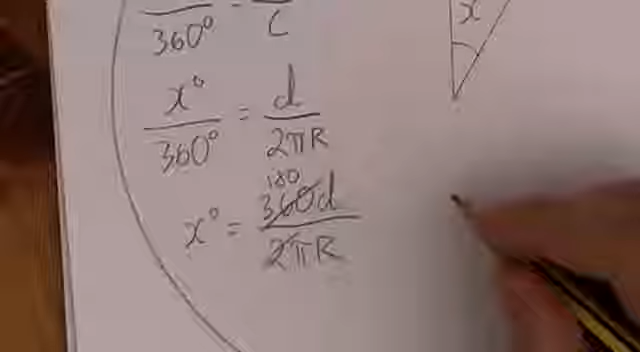 /360° = /C
x
x°/360° = d/2πR
180
x° = 360d/2πR